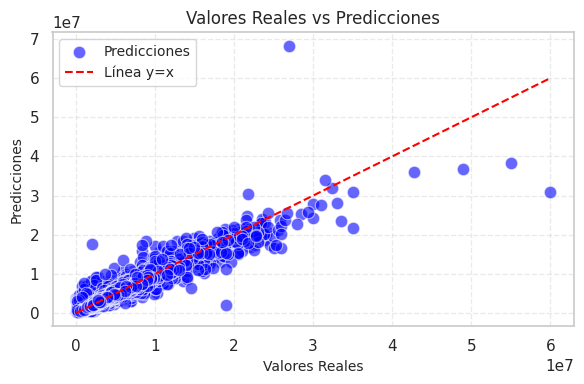 Valores Reales vs Predicciones
1e7
7
6
5
4
3
2
1
0
Predicciones
Predicciones
Línea y=x
0
1
2
3
4
5
6
1e7
Valores Reales